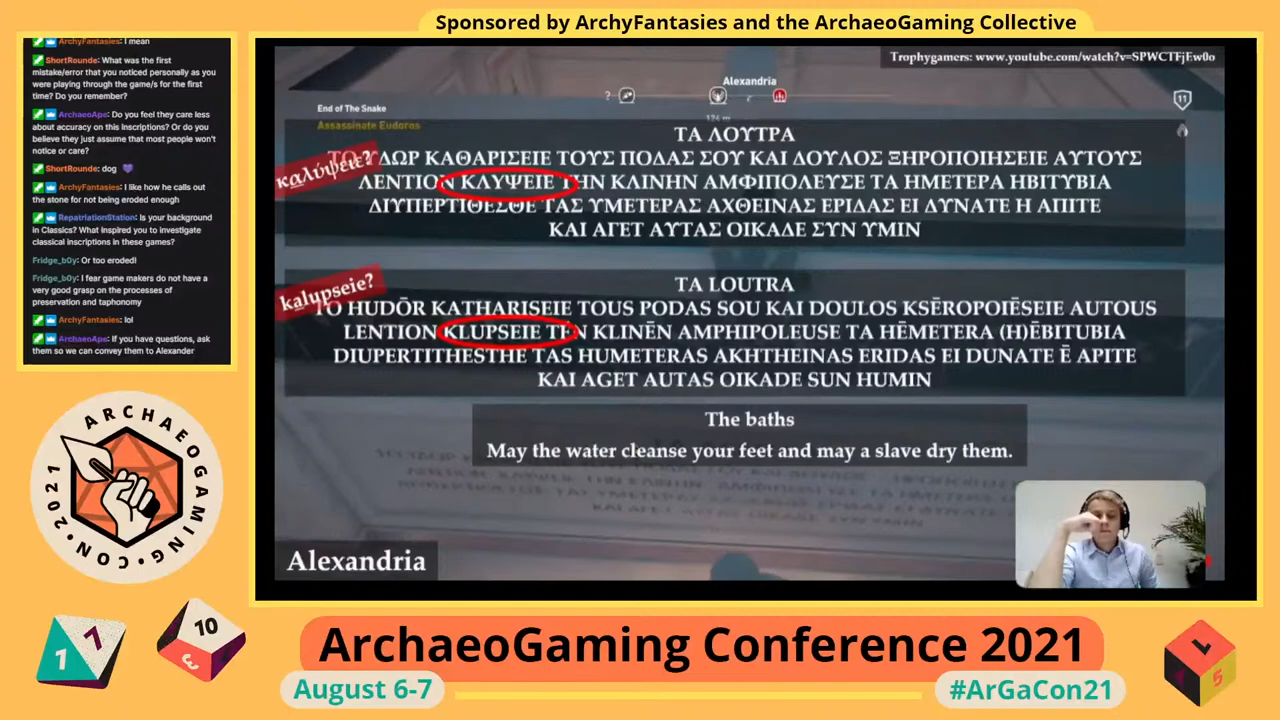 Sponsored by ArchyFantasies and the ArchaeoGaming Collective
ArchyFantasies: I mean
ShortRounde: What was the first
mistake/error that you noticed personally as you
were playing through the game/s for the first
time? Do you remember?
ArchaeoApe: Do you feel they care less
about accuracy on this Inscriptions? Or do you
believe they just assume that most people won't
notice or care?
ShortRounde: dog
ArchyFantasies: I like how he calls out
the stone for not being eroded enough
RepatriationStation: Is your background
in Classics? What inspired you to investigate
classical inscriptions in these games?
Fridge_b0y: Or too eroded!
Fridge_b0y: I fear game makers do not have a
very good grasp on the processes of
preservation and taphonomy
ArchyFantasies: lol
ArchaeoApe: If you have questions, ask
them so we can convey them to Alexander
ARCHAEOGAMING CON 2021
Trophygamers: www.youtube.com/watch?v=SPWCTFjEw0o
Alexandria
?
124 m
11
End of The Snake
Assassinate Eudoros
ΤΑ ΛΟΥΤΡΑ
καλύψειε?
ΤΟ ΥΔΩΡ ΚΑΘΑΡΙΣΕΙΕ ΤΟΥΣ ΠΟΔΑΣ ΣΟΥ ΚΑΙ ΔΟΥΛΟΣ ΞΗΡΟΠΟΙΗΣΕΙΕ ΑΥΤΟΥΣ
ΛΕΝΤΙΟΝ ΚΛΥΨΕΙΕ ΤΗΝ ΚΛΙΝΗΝ ΑΜΦΙΠΟΛΕΥΣΕ ΤΑ ΗΜΕΤΕΡΑ ΗΒΙΤΥΒΙΑ
ΔΙΥΠΕΡΤΙΘΕΣΘΕ ΤΑΣ ΥΜΕΤΕΡΑΣ ΑΧΘΕΙΝΑΣ ΕΡΙΔΑΣ ΕΙ ΔΥΝΑΤΕ Η ΑΠΙΤΕ
ΚΑΙ ΑΓΕΤ ΑΥΤΑΣ ΟΙΚΑΔΕ ΣΥΝ ΥΜΙΝ
TA LOUTRA
kalupseie?
TO HUDŌR KATHARISEIE TOUS PODAS SOU KAI DOULOS KSĒROPOIĒSEIE AUTOUS
LENTION KLUPSEIE TĒN KLINĒN AMPHIPOLEUSE TA HĒMETERA (H)ĒBITUBIA
DIUPERTITHESTHE TAS HUMETERAS AKHTHEINAS ERIDAS EI DUNATE Ē APITE
KAI AGET AUTAS OIKADE SUN HUMIN
The baths
May the water cleanse your feet and may a slave dry them.
Alexandria
1 7
10 3
1 5
ArchaeoGaming Conference 2021
August 6-7
#ArGaCon21